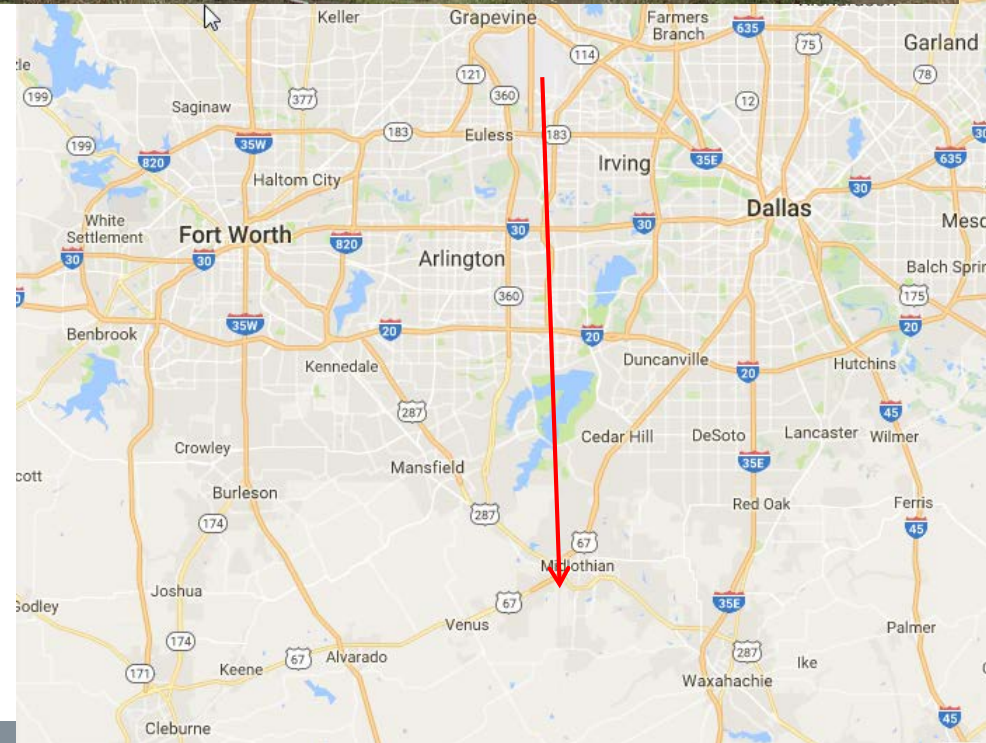 Keller
Grapevine
Farmers
Branch
635
75
Garland
114
78
121
199
377
360
12
Saginaw
183
Euless
183
35W
199
820
Irving
35E
635
Haltom City
30
White
Settlement
Fort Worth
Dallas
30
30
820
Arlington
30
30
Balch Sprin
360
175
35W
20
20
20
Benbrook
Kennedale
Duncanville
20
Hutchins
287
45
Crowley
Cedar Hill
DeSoto
Lancaster
Wilmer
35E
cott
Mansfield
Burleson
287
Red Oak
Ferris
174
67
45
Midlothian
Joshua
67
35E
Godley
Venus
Palmer
174
287
67
Alvarado
Keene
Ike
171
Waxahachie
45
Cleburne